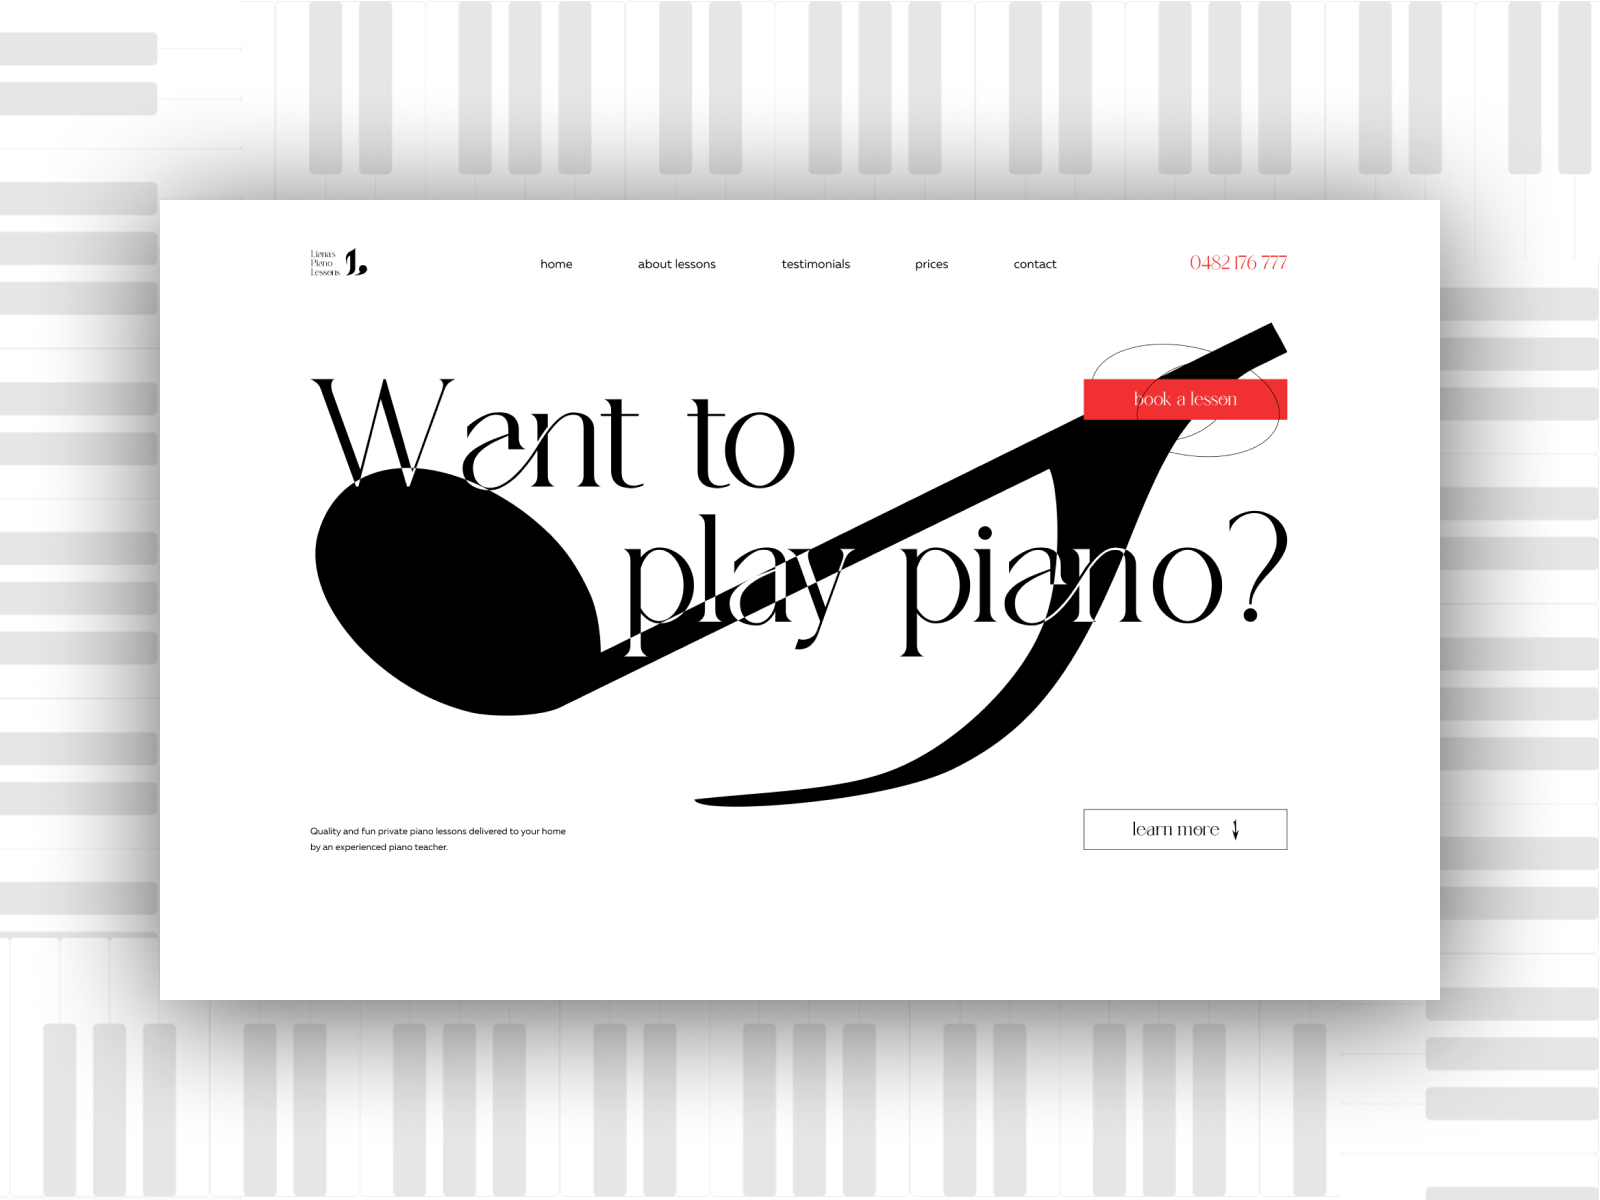 Liana's
Piano
Lessons
home
about lessons
testimonials
prices
contact
0482 176 777
Want to
book a lesson
play piano?
Quality and fun private piano lessons delivered to your home
by an experienced piano teacher.
learn more